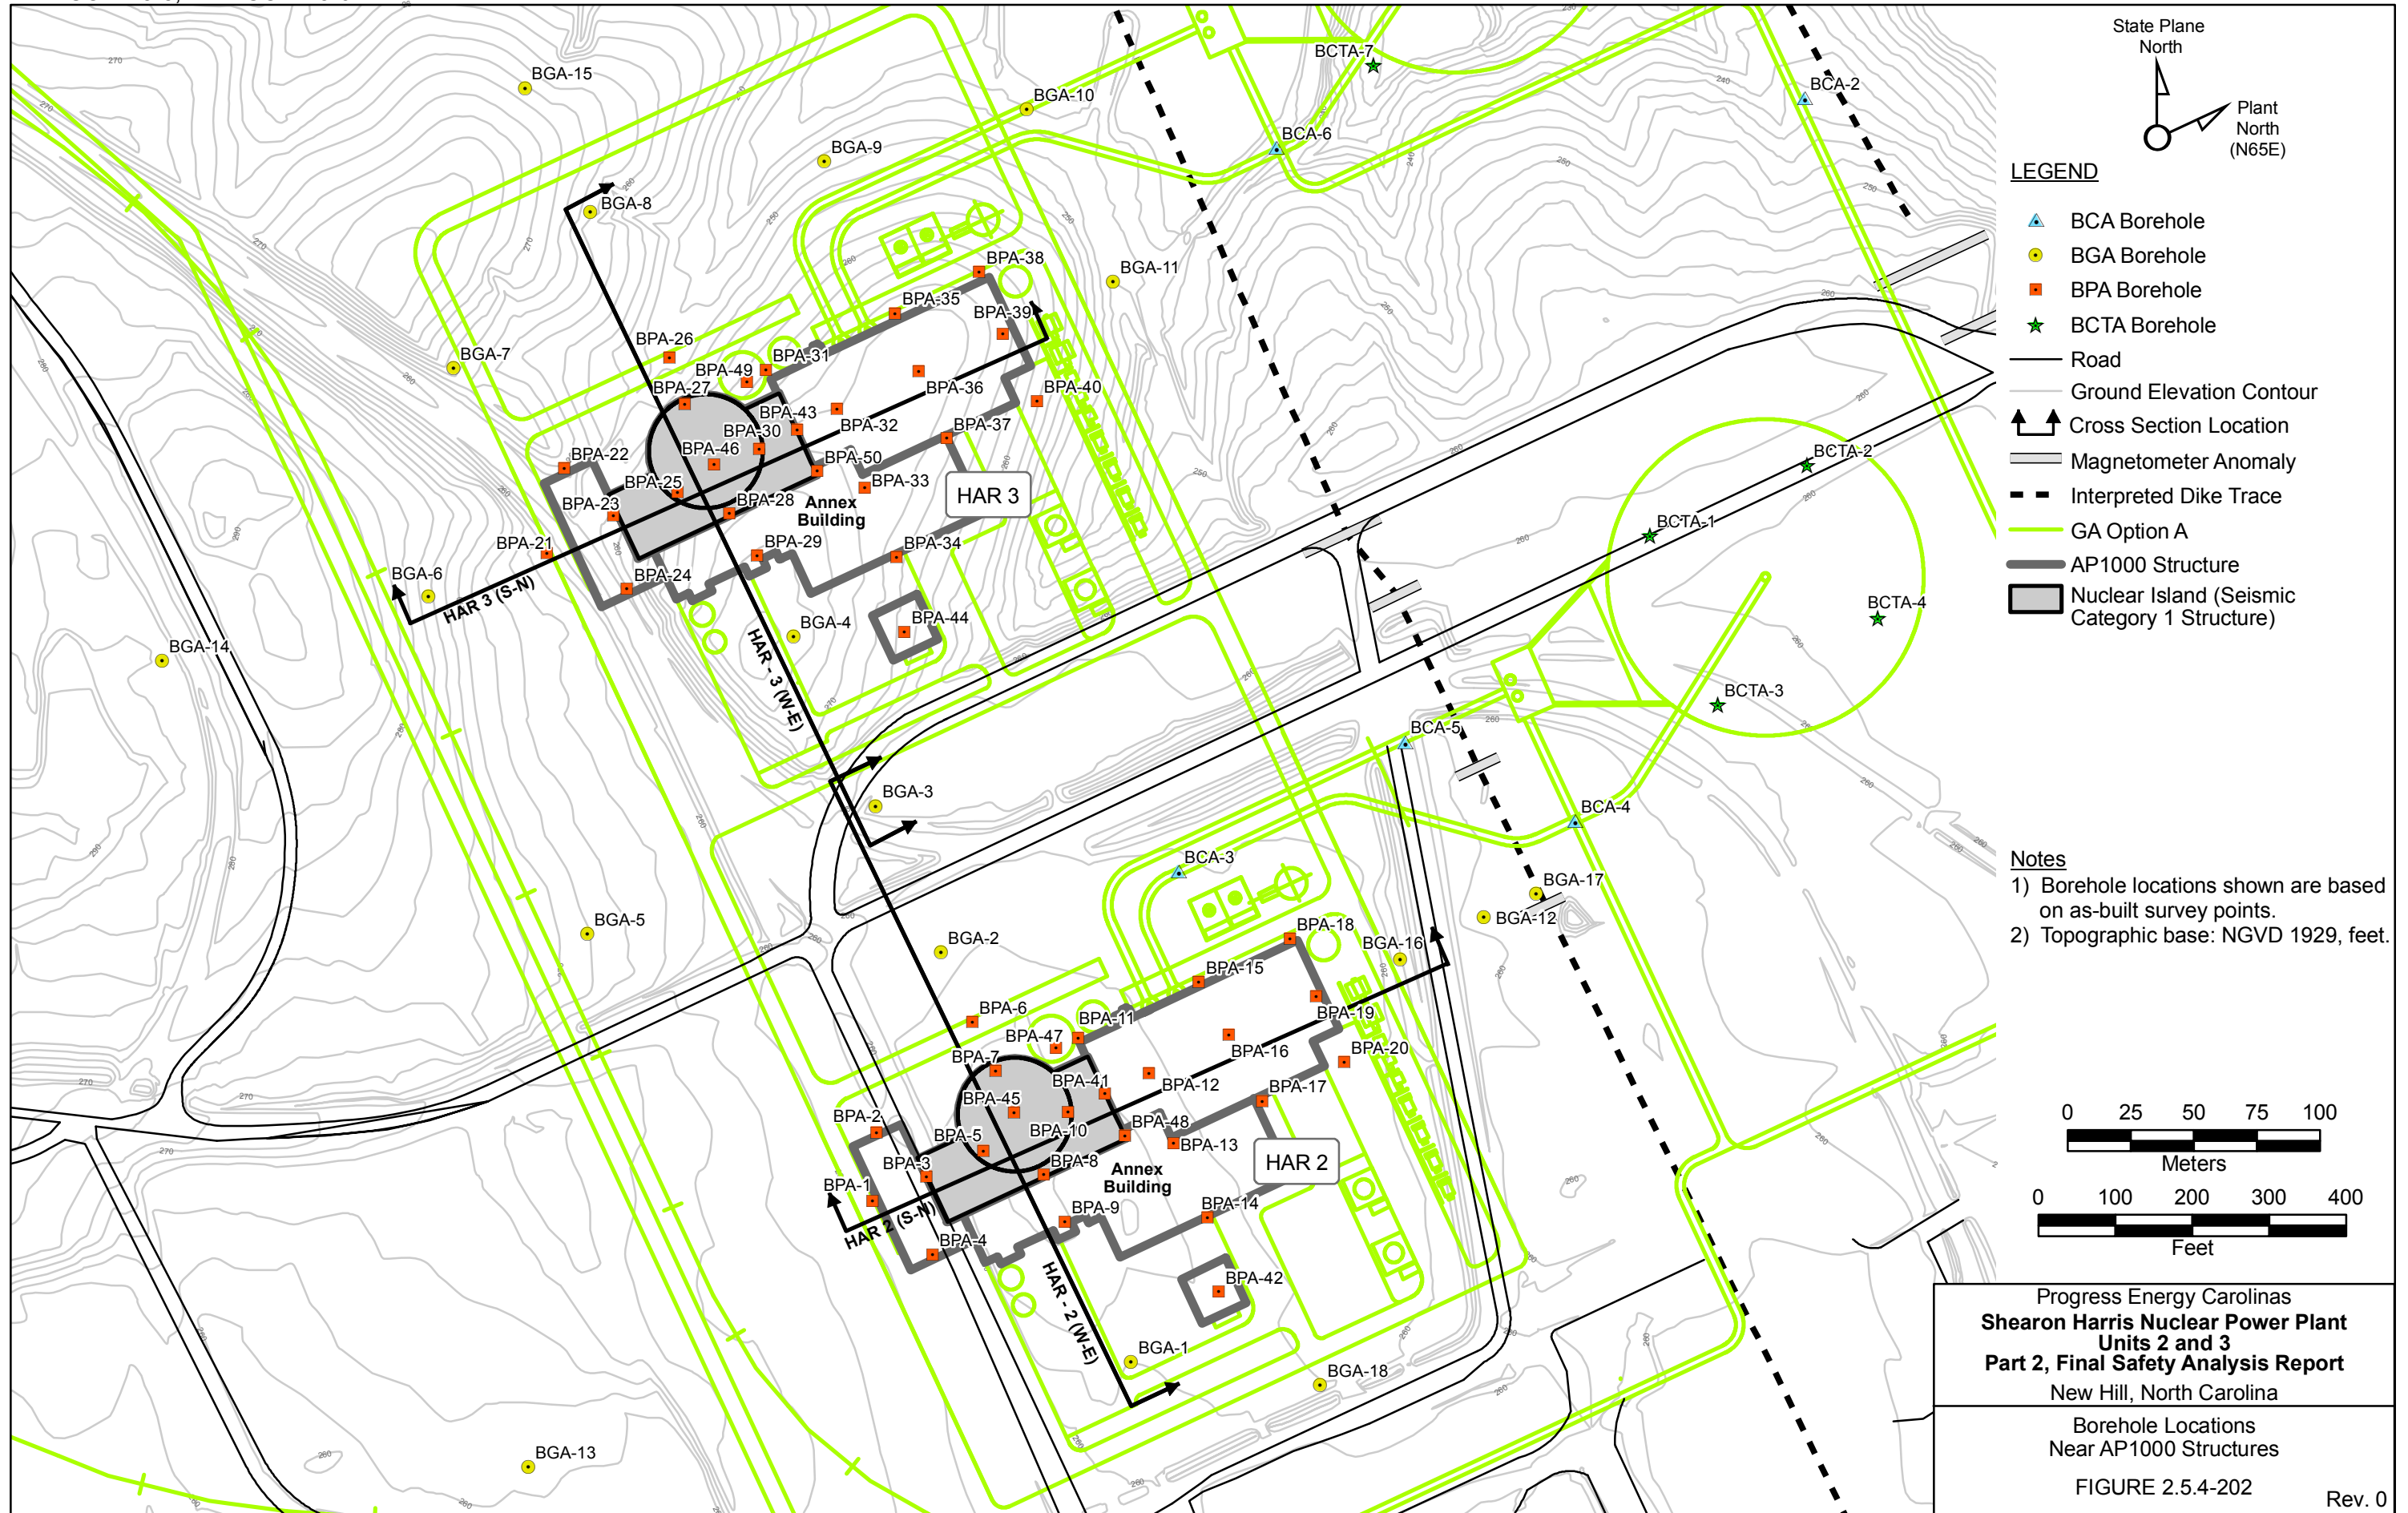 BGA-15
BCTA-7
BGA-10
BCA-2
BCA-6
BGA-9
BGA-8
BPA-38
BGA-11
BPA-35
BPA-39
BPA-26
BPA-31
BGA-7
BPA-49
BPA-36
BPA-40
BPA-27
BPA-43
BPA-32
BPA-37
BPA-30
BPA-46
BCTA-2
BPA-22
BPA-50
BPA-25
BPA-33
HAR 3
BPA-23
BPA-28
Annex
Building
BCTA-1
BPA-21
BPA-29
BPA-34
BGA-6
BPA-24
HAR 3 (S-N)
BCTA-4
BGA-4
BPA-44
BGA-14
HAR - 3 (W-E)
BCTA-3
BCA-5
BGA-3
BCA-4
BCA-3
BGA-17
BGA-5
BGA-12
BPA-18
BGA-2
BGA-16
BPA-15
BPA-6
BPA-11
BPA-19
BPA-47
BPA-16
BPA-20
BPA-7
BPA-41
BPA-12
BPA-17
BPA-45
BPA-2
BPA-10
BPA-48
BPA-5
BPA-13
BPA-3
BPA-8
Annex
Building
HAR 2
BPA-1
BPA-9
BPA-14
HAR 2 (S-N)
BPA-4
BPA-42
HAR - 2 (W-E)
BGA-1
BGA-18
BGA-13
State Plane
North
Plant
North
(N65E)
LEGEND
BCA Borehole
BGA Borehole
BPA Borehole
BCTA Borehole
Road
Ground Elevation Contour
Cross Section Location
Magnetometer Anomaly
Interpreted Dike Trace
GA Option A
AP1000 Structure
Nuclear Island (Seismic
Category 1 Structure)
Notes
1) Borehole locations shown are based
on as-built survey points.
2) Topographic base: NGVD 1929, feet.
0 25 50 75 100
Meters
0 100 200 300 400
Feet
Progress Energy Carolinas
Shearon Harris Nuclear Power Plant
Units 2 and 3
Part 2, Final Safety Analysis Report
New Hill, North Carolina
Borehole Locations
Near AP1000 Structures
FIGURE 2.5.4-202
Rev. 0